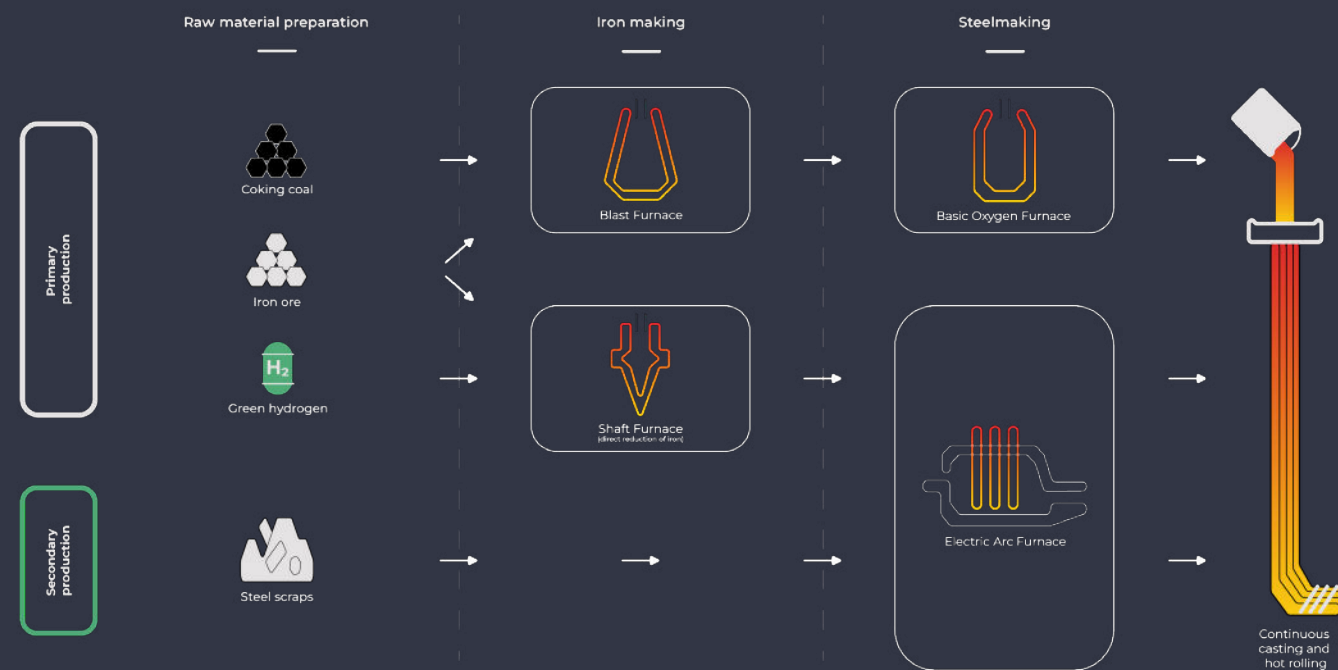 Raw material preparation
Iron making
Steelmaking
Primary
production
Coking coal
Blast Furnace
Basic Oxygen Furnace
Iron ore
H₂
Green hydrogen
Shaft Furnace
(direct reduction of iron)
Secondary
production
Steel scraps
Electric Arc Furnace
Continuous
casting and
hot rolling